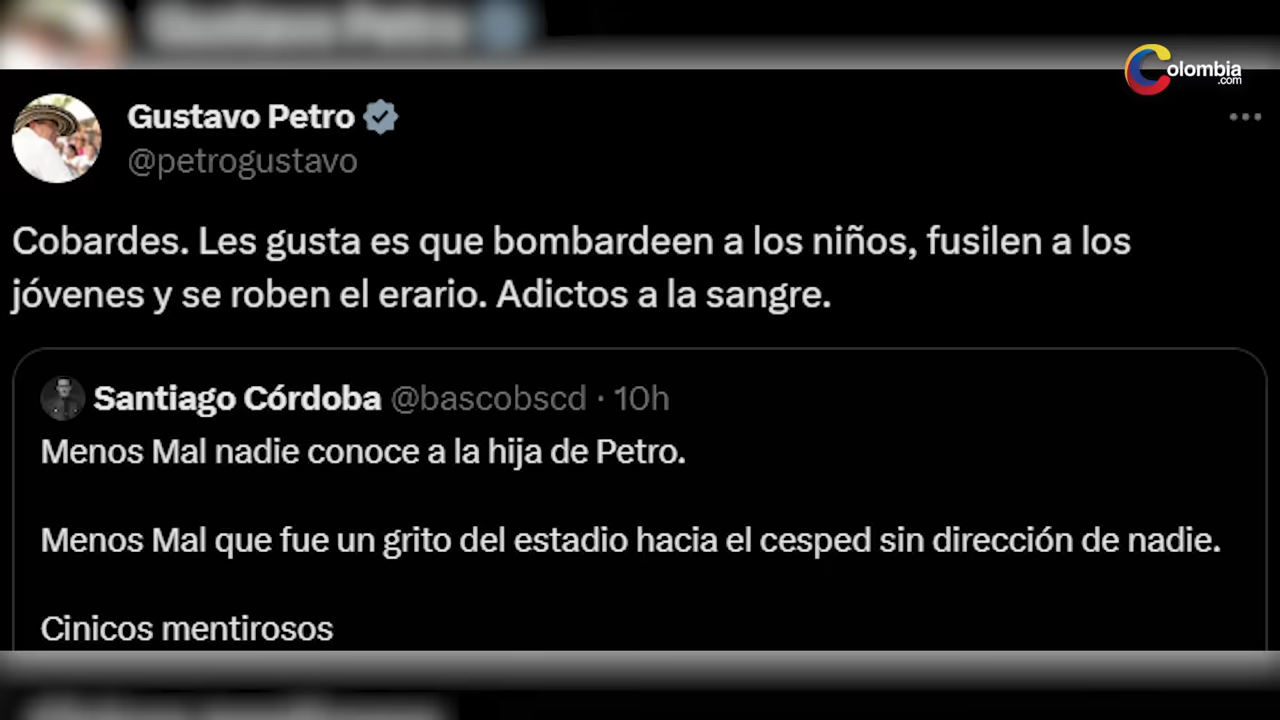 Colombia
.com
Gustavo Petro
@petrogustavo
Cobardes. Les gusta es que bombardeen a los niños, fusilen a los
jóvenes y se roben el erario. Adictos a la sangre.
Santiago Córdoba @bascobscd · 10h
Menos Mal nadie conoce a la hija de Petro.
Menos Mal que fue un grito del estadio hacia el cesped sin dirección de nadie.
Cinicos mentirosos